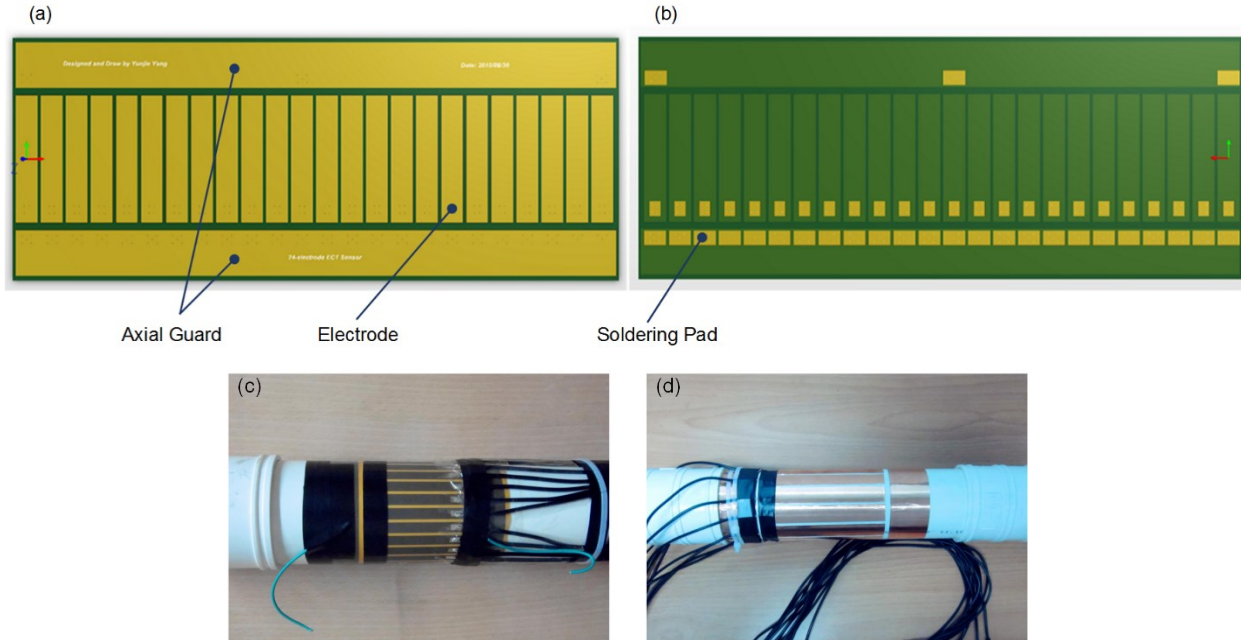 (a)
(b)
Designed and Draw by Yunjie Yang
Date: 2015/08/30
24-electrode ECT Sensor
Axial Guard
Electrode
Soldering Pad
(c)
(d)